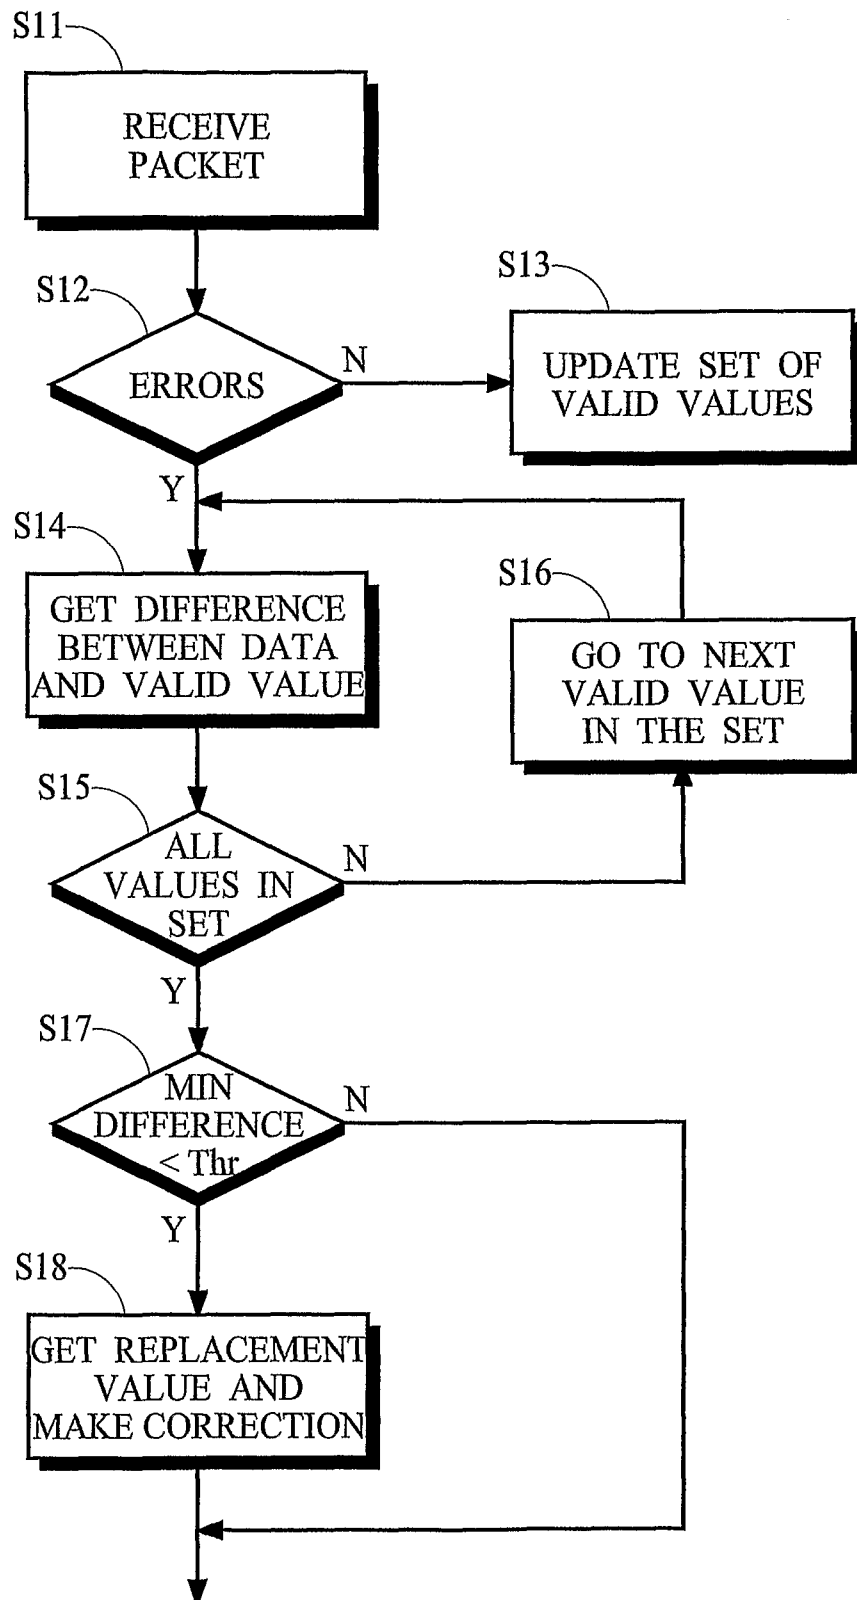 S11
RECEIVE
PACKET
S12
ERRORS
N
Y
S13
UPDATE SET OF
VALID VALUES
S14
GET DIFFERENCE
BETWEEN DATA
AND VALID VALUE
S16
GO TO NEXT
VALID VALUE
IN THE SET
S15
ALL
VALUES IN
SET
N
Y
S17
MIN
DIFFERENCE
< Thr
N
Y
S18
GET REPLACEMENT
VALUE AND
MAKE CORRECTION